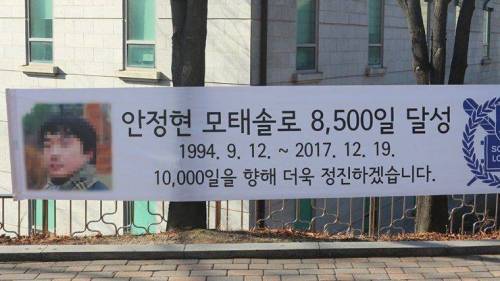 안정현 모태솔로 8,500일 달성
1994. 9. 12. ~ 2017. 12. 19.
10,000일을 향해 더욱 정진하겠습니다.